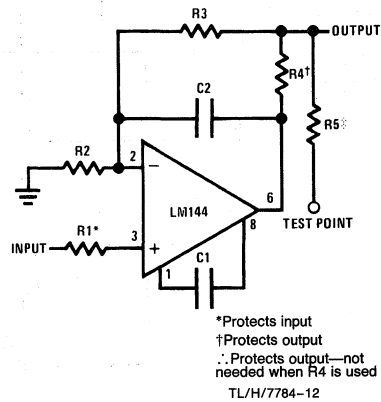 R3
OUTPUT
R4†
C2
R5
R2
2
−
LM144
6
TEST POINT
8
R1*
3
INPUT
+
1
C1
*Protects input
†Protects output
∴Protects output—not
needed when R4 is used
TL/H/7784–12